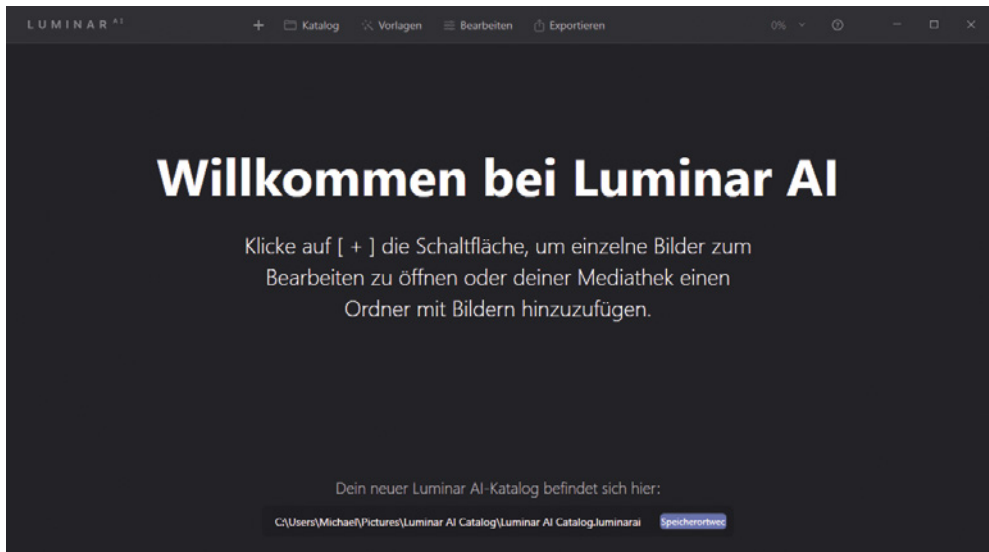 LUMINAR AI
+ Katalog Vorlagen Bearbeiten Exportieren 0%
Willkommen bei Luminar AI
Klicke auf [ + ] die Schaltfläche, um einzelne Bilder zum
Bearbeiten zu öffnen oder deiner Mediathek einen
Ordner mit Bildern hinzuzufügen.
Dein neuer Luminar AI-Katalog befindet sich hier:
C:\Users\Michael\Pictures\Luminar AI Catalog\Luminar AI Catalog.luminarai Speicherortwec